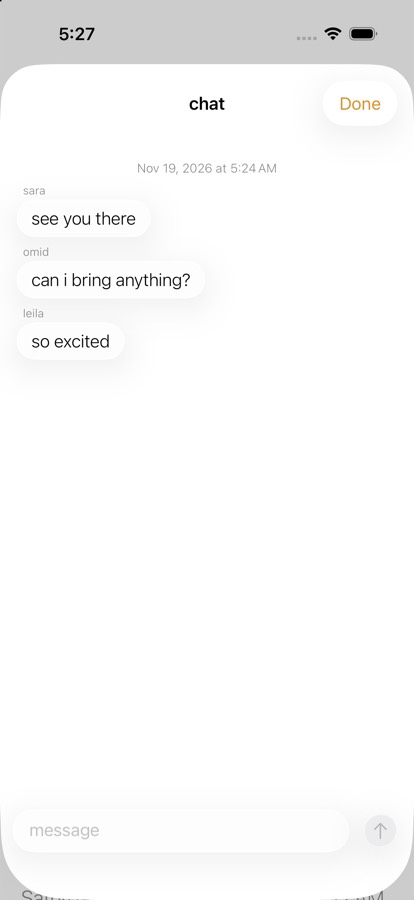 5:27
chat
Done
Nov 19, 2026 at 5:24 AM
sara
see you there
omid
can i bring anything?
leila
so excited
message